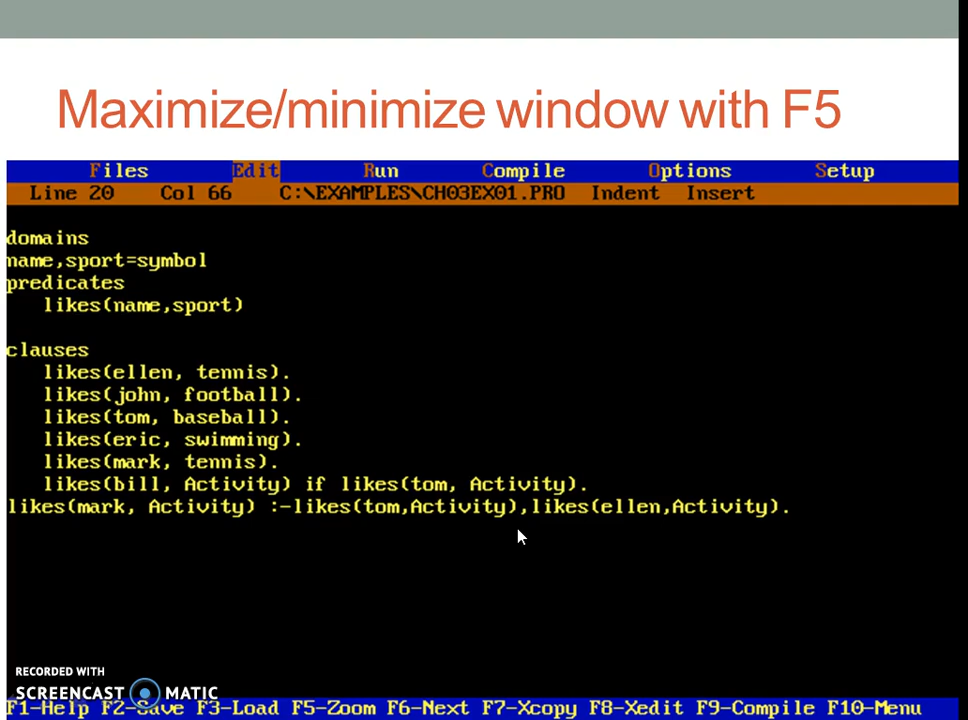 Maximize/minimize window with F5
Files Edit Run Compile Options Setup
Line 20 Col 66 C:\EXAMPLES\CH03EX01.PRO Indent Insert
domains
name,sport=symbol
predicates
likes(name,sport)
clauses
likes(ellen, tennis).
likes(john, football).
likes(tom, baseball).
likes(eric, swimming).
likes(mark, tennis).
likes(bill, Activity) if likes(tom, Activity).
likes(mark, Activity) :-likes(tom,Activity),likes(ellen,Activity).
RECORDED WITH
SCREENCAST MATIC
F1-Help F2-Save F3-Load F5-Zoom F6-Next F7-Xcopy F8-Xedit F9-Compile F10-Menu